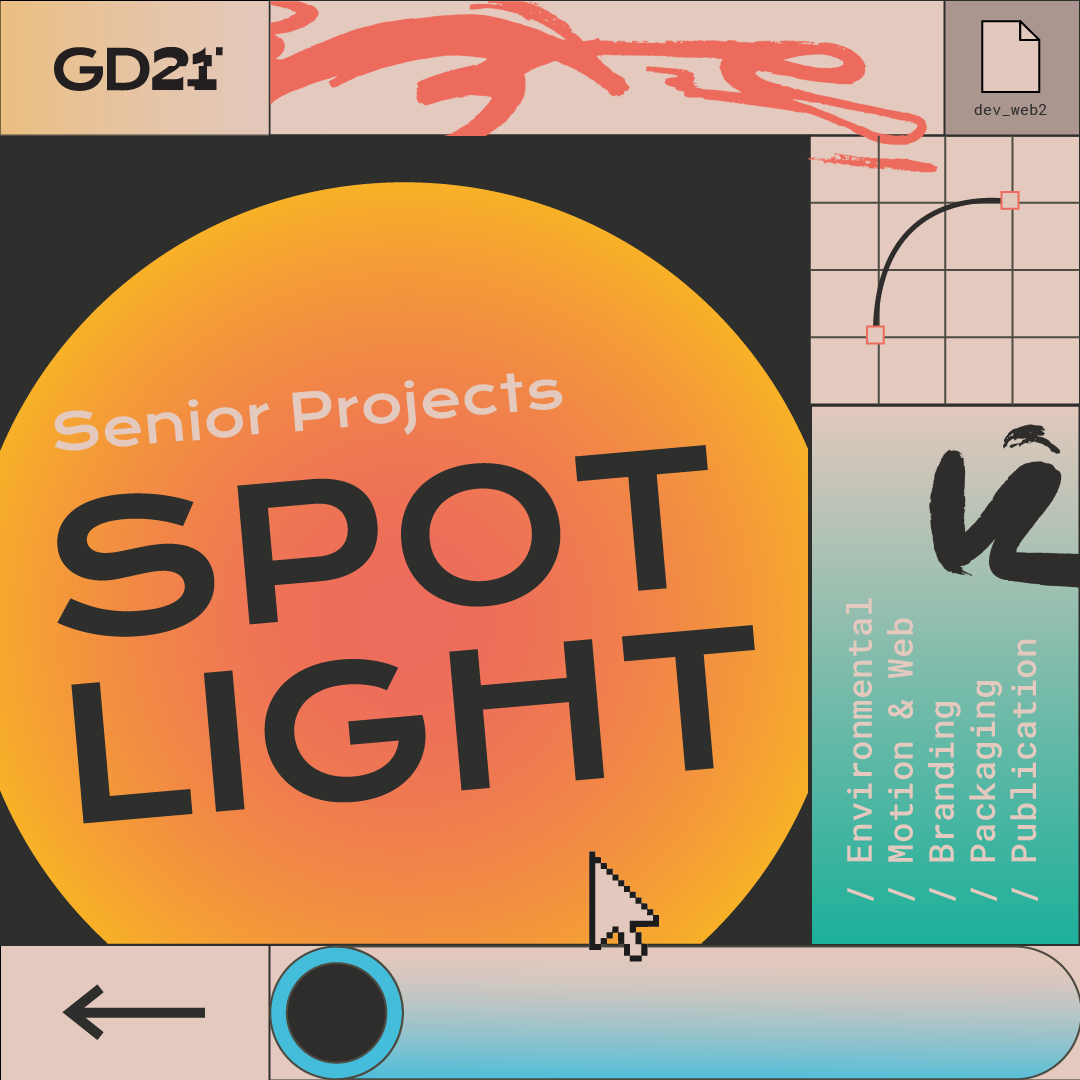 GD21'
dev_web2
Senior Projects
SPOT
LIGHT
/ Environmental
/ Motion & Web
/ Branding
/ Packaging
/ Publication